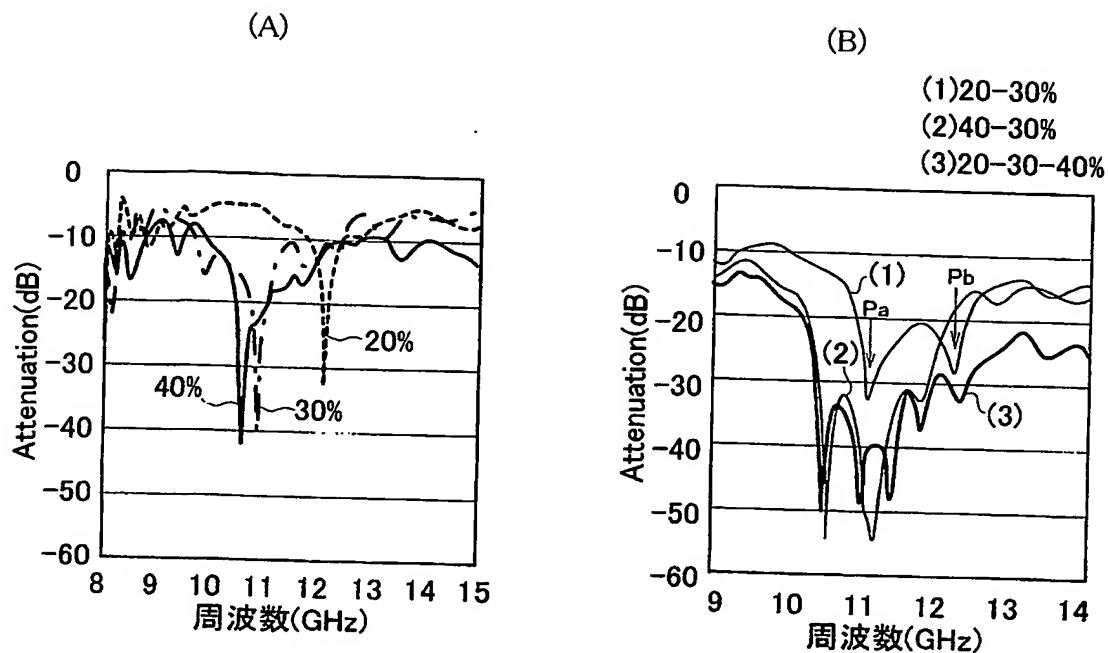 (A)
0
-10
-20
-30
-40
-50
-60
Attenuation(dB)
20%
40%
30%
8 9 10 11 12 13 14 15
周波数(GHz)
(B)
(1)20-30%
(2)40-30%
(3)20-30-40%
0
-10
-20
-30
-40
-50
-60
Attenuation(dB)
(1)
Pa
Pb
(2)
(3)
9 10 11 12 13 14
周波数(GHz)